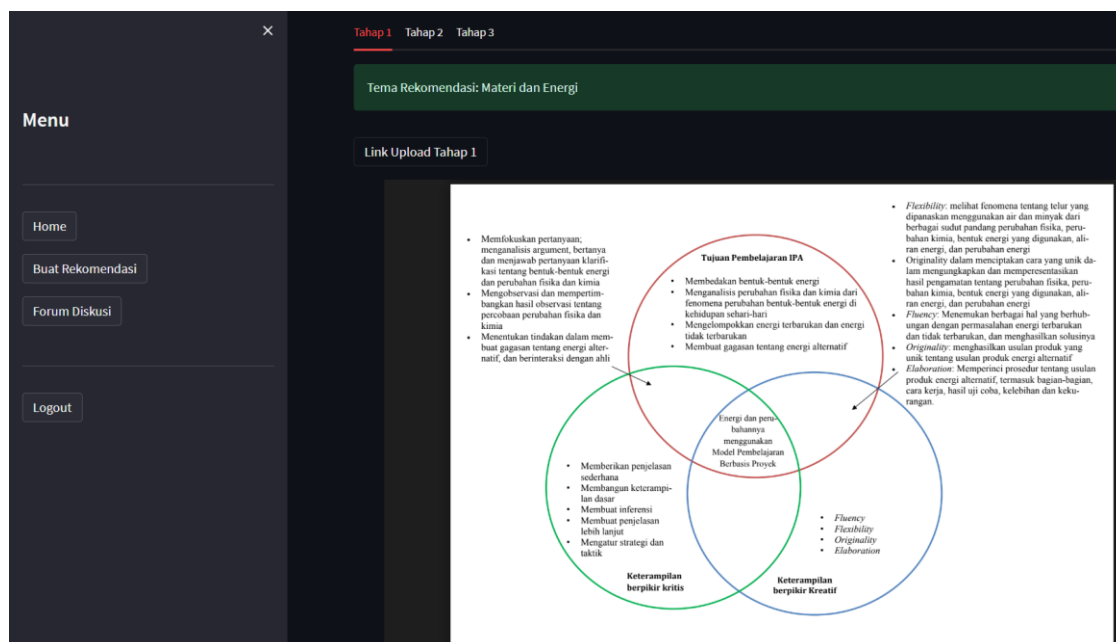 ×
Menu
Home
Buat Rekomendasi
Forum Diskusi
Logout
Tahap 1 Tahap 2 Tahap 3
Tema Rekomendasi: Materi dan Energi
Link Upload Tahap 1
• Memfokuskan pertanyaan;
menganalisis argument, bertanya
dan menjawab pertanyaan klarifi-
kasi tentang bentuk-bentuk energi
dan perubahan fisika dan kimia
• Mengobservasi dan mempertim-
bangkan hasil observasi tentang
percobaan perubahan fisika dan
kimia
• Menentukan tindakan dalam mem-
buat gagasan tentang energi alter-
natif, dan berinteraksi dengan ahli
Tujuan Pembelajaran IPA
• Membedakan bentuk-bentuk energi
• Menganalisis perubahan fisika dan kimia dari
fenomena perubahan bentuk-bentuk energi di
kehidupan sehari-hari
• Mengelompokkan energi terbarukan dan energi
tidak terbarukan
• Membuat gagasan tentang energi alternatif
• Flexibility: melihat fenomena tentang telur yang
dipanaskan menggunakan air dan minyak dari
berbagai sudut pandang perubahan fisika, peru-
bahan kimia, bentuk energi yang digunakan, ali-
ran energi, dan perubahan energi
• Originality dalam menciptakan cara yang unik da-
lam mengungkapkan dan memperesentasikan
hasil pengamatan tentang perubahan fisika, peru-
bahan kimia, bentuk energi yang digunakan, ali-
ran energi, dan perubahan energi
• Fluency: Menemukan berbagai hal yang berhub-
ungan dengan permasalahan energi terbarukan
dan tidak terbarukan, dan menghasilkan solusinya
• Originality: menghasilkan usulan produk yang
unik tentang usulan produk energi alternatif
• Elaboration: Memperinci prosedur tentang usulan
produk energi alternatif, termasuk bagian-bagian,
cara kerja, hasil uji coba, kelebihan dan keku-
rangan.
Energi dan peru-
bahannya
menggunakan
Model Pembelajaran
Berbasis Proyek
• Memberikan penjelasan
sederhana
• Membangun keterampi-
lan dasar
• Membuat inferensi
• Membuat penjelasan
lebih lanjut
• Mengatur strategi dan
taktik
Keterampilan
berpikir kritis
• Fluency
• Flexibility
• Originality
• Elaboration
Keterampilan
berpikir Kreatif